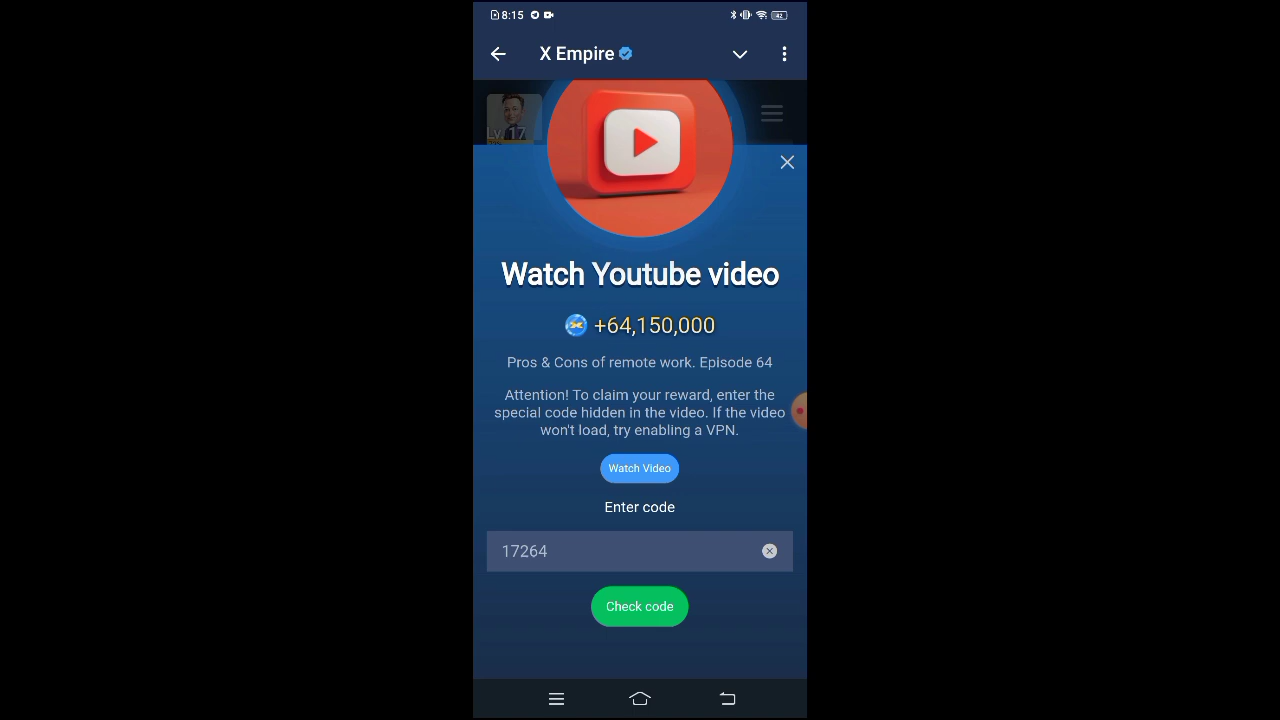 8:15
42
X Empire
Lv 17
Watch Youtube video
+64,150,000
Pros & Cons of remote work. Episode 64
Attention! To claim your reward, enter the
special code hidden in the video. If the video
won't load, try enabling a VPN.
Watch Video
Enter code
17264
Check code